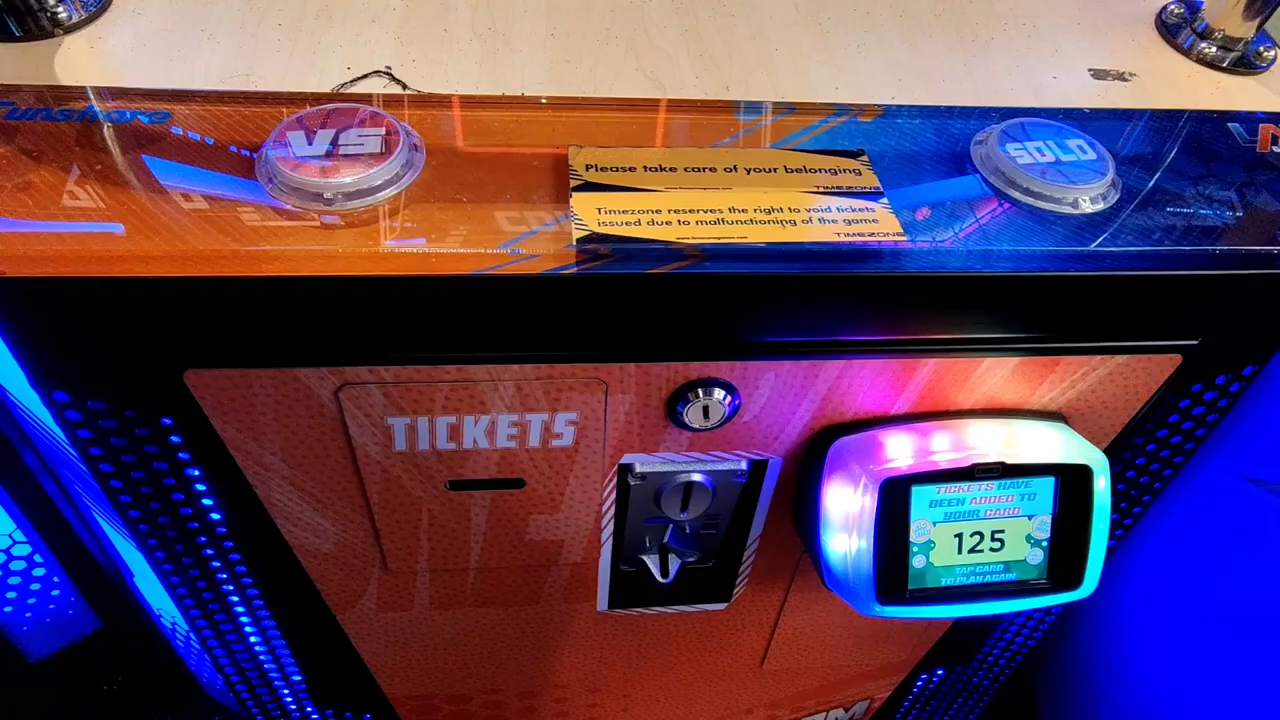 Funshare
VS
SOLO
Please take care of your belonging
TIMEZONE
Timezone reserves the right to void tickets
issued due to malfunctioning of the game
TIMEZONE
TICKETS
TICKETS HAVE
BEEN ADDED TO
YOUR CARD
125
TAP CARD
TO PLAY AGAIN